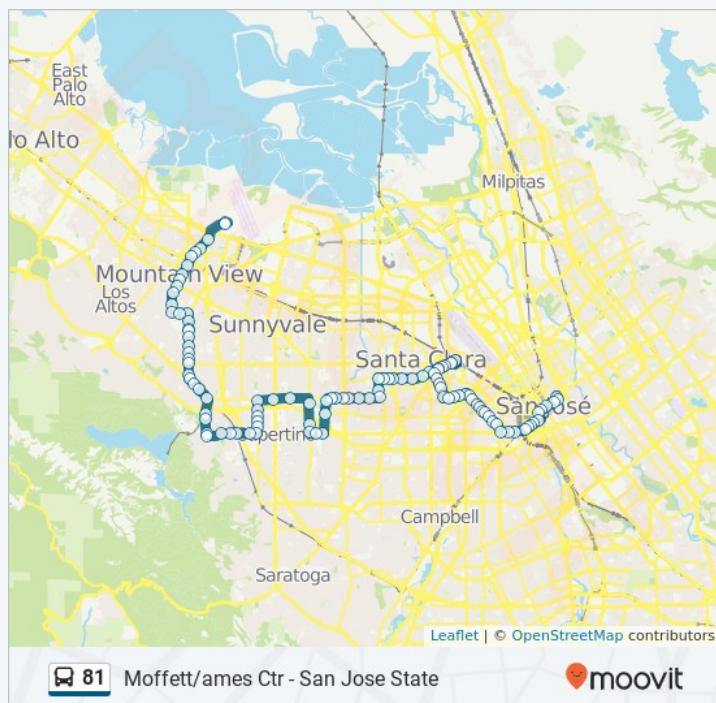 East
Palo
Alto
lo Alto
Milpitas
Mountain View
Los
Altos
Sunnyvale
Santa Clara
San José
pertin
Campbell
Saratoga
Leaflet | © OpenStreetMap contributors
81 Moffett/ames Ctr - San Jose State
moovit